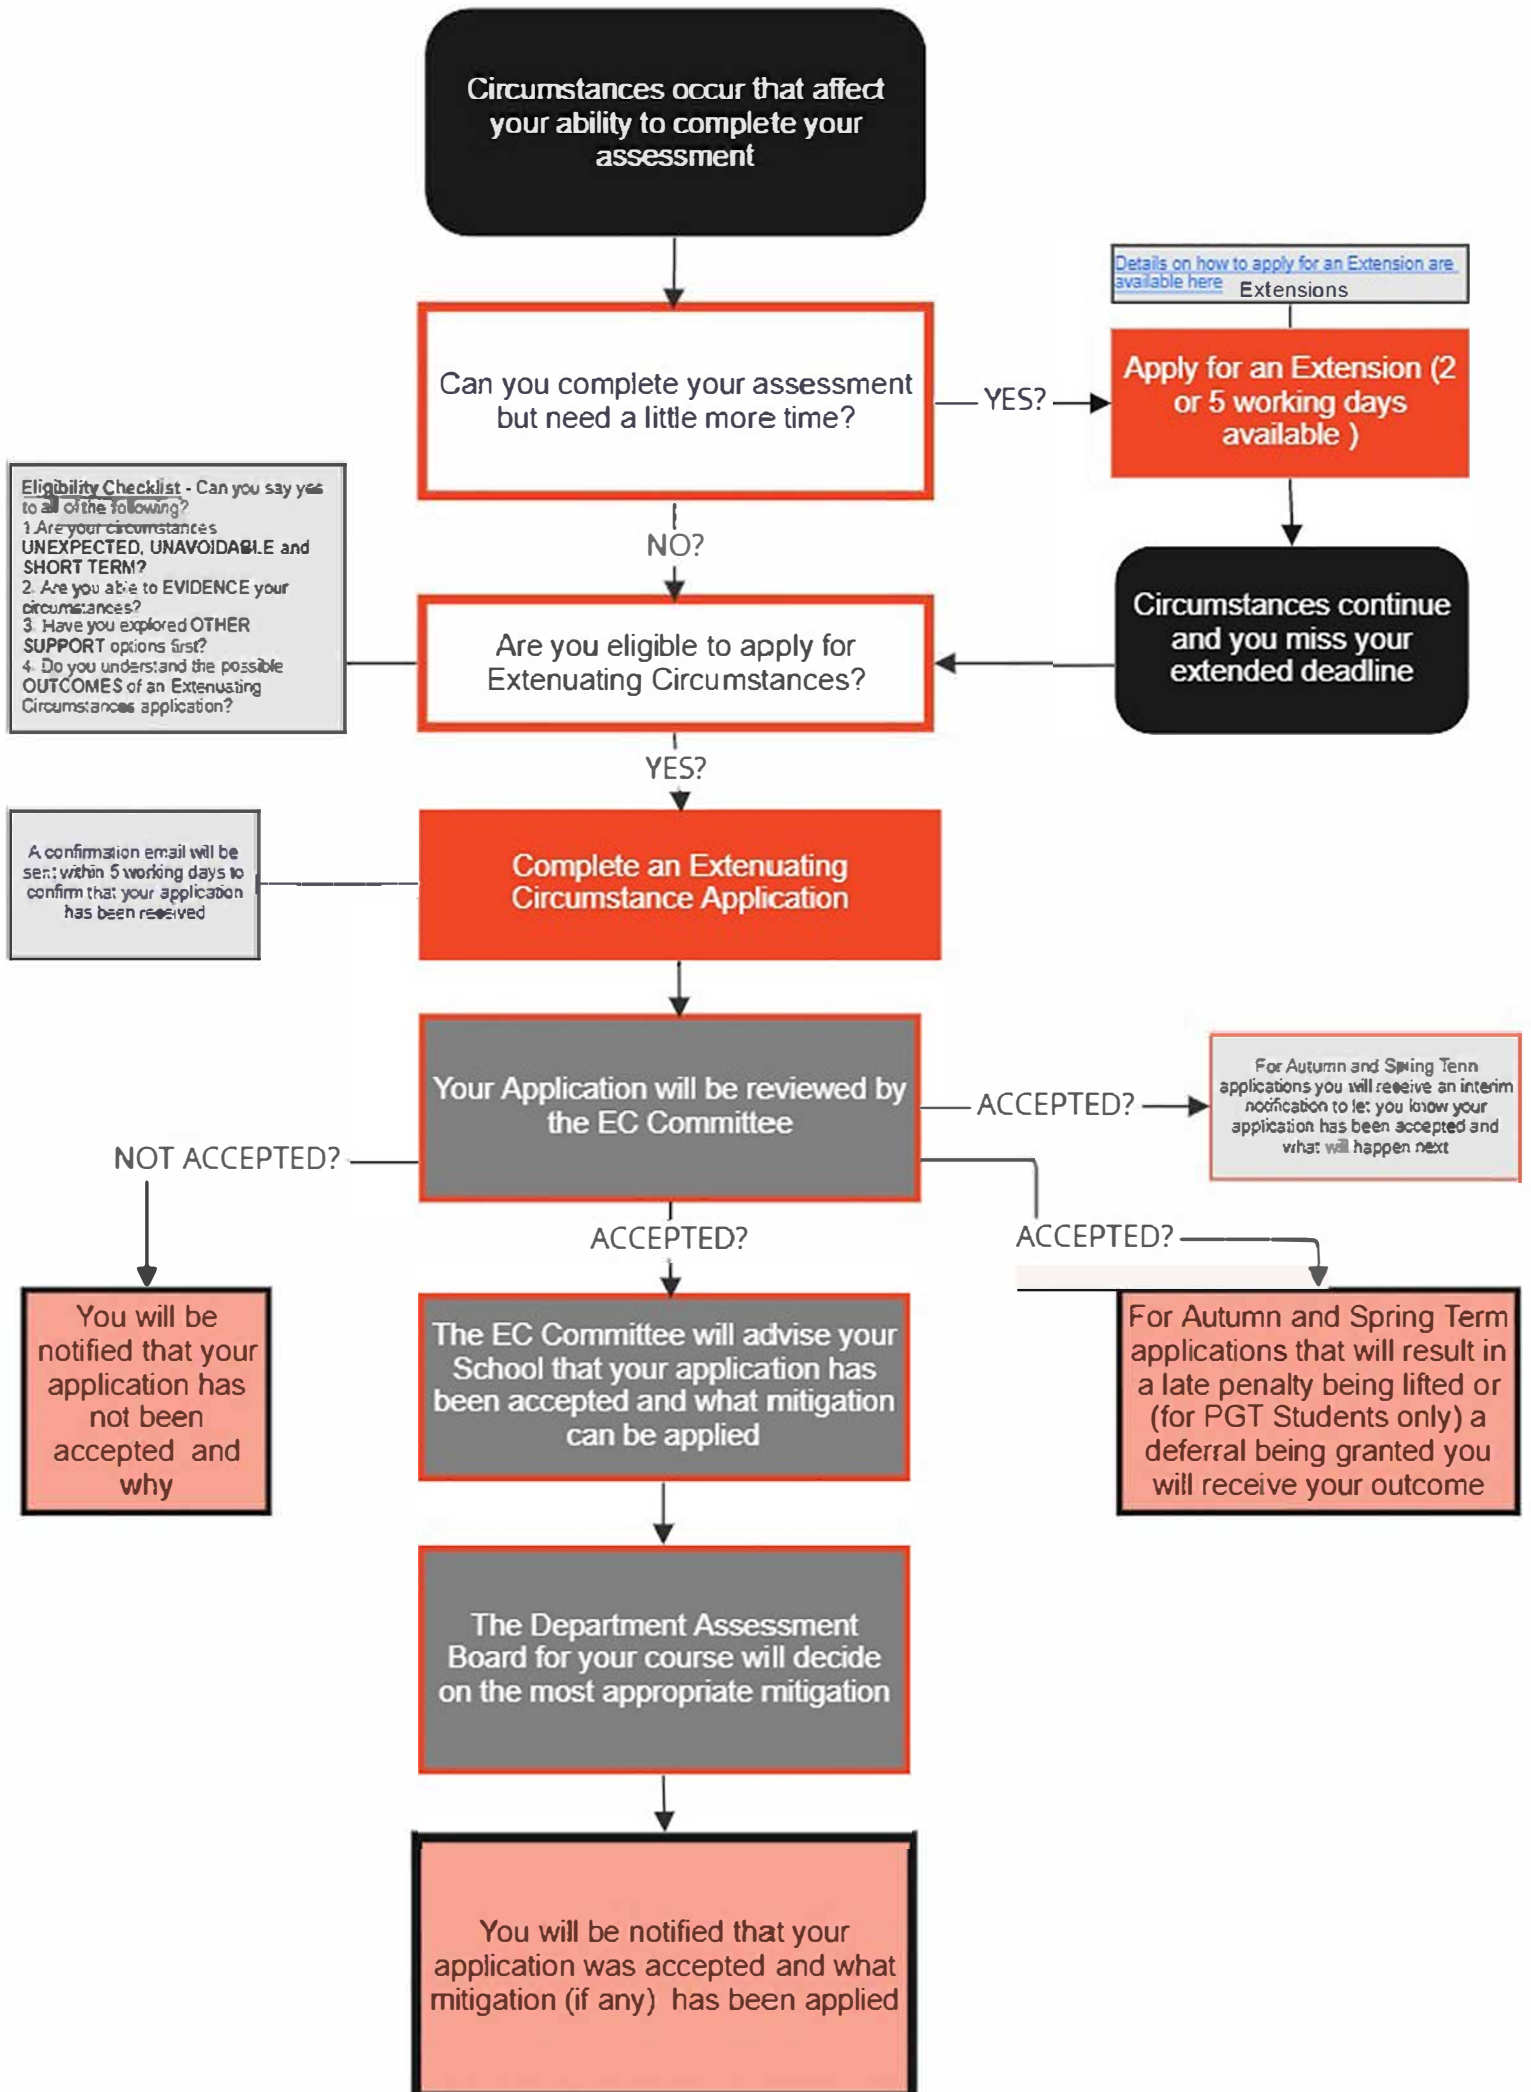 Circumstances occur that affect
your ability to complete your
assessment
Details on how to apply for an Extension are
available here Extensions
Can you complete your assessment
but need a little more time?
YES?
Apply for an Extension (2
or 5 working days
available )
Eligibility Checklist - Can you say yes
to all of the following?
1.Are your circumstances
UNEXPECTED, UNAVOIDABLE and
SHORT TERM?
2. Are you able to EVIDENCE your
circumstances?
3. Have you explored OTHER
SUPPORT options first?
4. Do you understand the possible
OUTCOMES of an Extenuating
Circumstances application?
NO?
Are you eligible to apply for
Extenuating Circumstances?
Circumstances continue
and you miss your
extended deadline
YES?
A confirmation email will be
sent within 5 working days to
confirm that your application
has been received
Complete an Extenuating
Circumstance Application
Your Application will be reviewed by
the EC Committee
ACCEPTED?
For Autumn and Spring Tenn
applications you will receive an interim
notification to let you know your
application has been accepted and
what will happen next
NOT ACCEPTED?
ACCEPTED?
ACCEPTED?
You will be
notified that your
application has
not been
accepted and
why
The EC Committee will advise your
School that your application has
been accepted and what mitigation
can be applied
For Autumn and Spring Term
applications that will result in
a late penalty being lifted or
(for PGT Students only) a
deferral being granted you
will receive your outcome
The Department Assessment
Board for your course will decide
on the most appropriate mitigation
You will be notified that your
application was accepted and what
mitigation (if any) has been applied